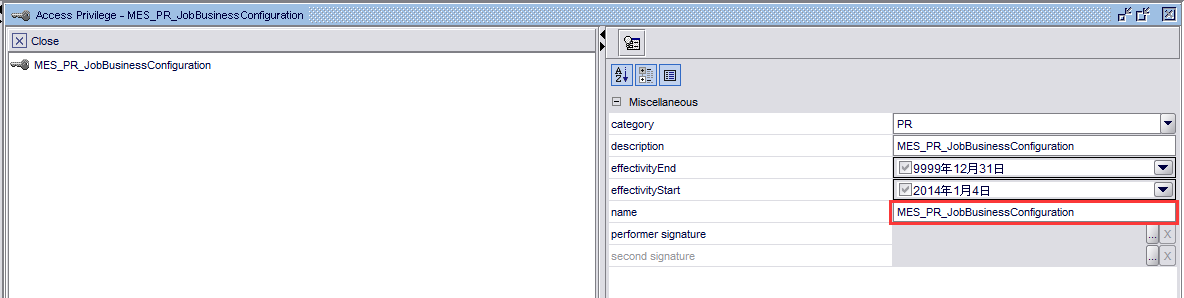 Access Privilege - MES_PR_JobBusinessConfiguration
Close
MES_PR_JobBusinessConfiguration
Miscellaneous
category PR
description MES_PR_JobBusinessConfiguration
effectivityEnd 9999年12月31日
effectivityStart 2014年1月4日
name MES_PR_JobBusinessConfiguration
performer signature ... X
second signature ... X